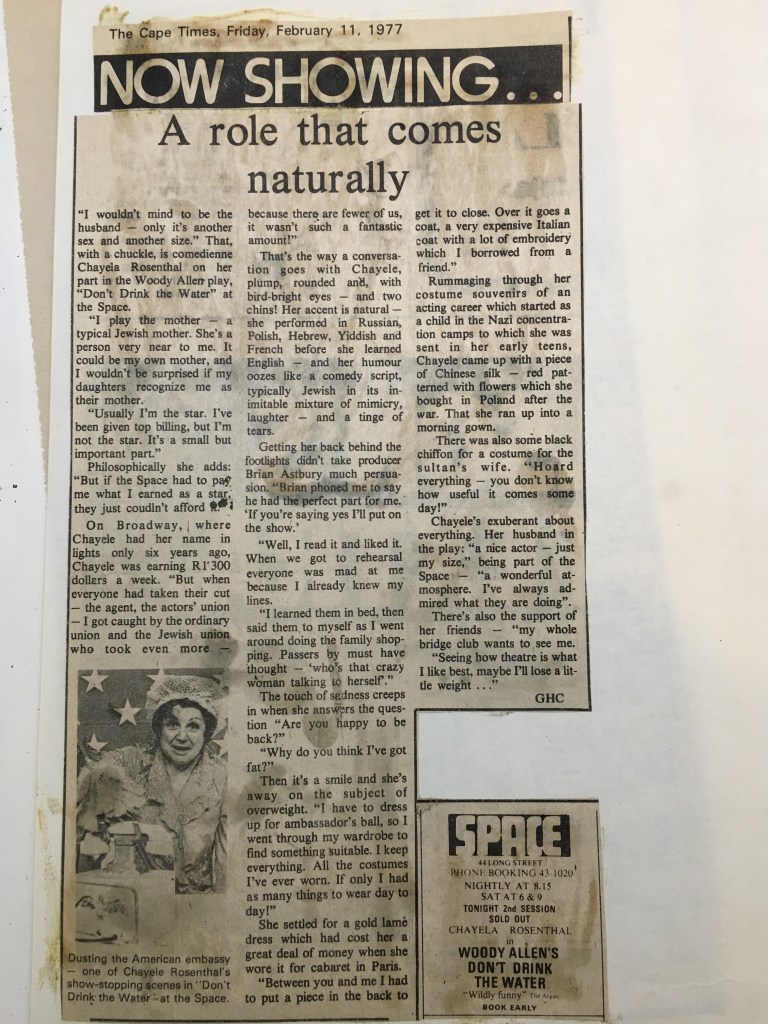 The Cape Times, Friday, February 11, 1977
NOW SHOWING...
A role that comes
naturally
"I wouldn't mind to be the
husband — only it's another
sex and another size." That,
with a chuckle, is comedienne
Chayela Rosenthal on her
part in the Woody Allen play,
"Don't Drink the Water" at
the Space.
"I play the mother — a
typical Jewish mother. She's a
person very near to me. It
could be my own mother, and
I wouldn't be surprised if my
daughters recognize me as
their mother.
"Usually I'm the star. I've
been given top billing, but I'm
not the star. It's a small but
important part."
Philosophically she adds:
"But if the Space had to pay
me what I earned as a star,
they just coudln't afford
On Broadway, where
Chayele had her name in
lights only six years ago,
Chayele was earning R1 300
dollars a week. "But when
everyone had taken their cut
— the agent, the actors' union
— I got caught by the ordinary
union and the Jewish union
who took even more —
Dusting the American embassy
— one of Chayele Rosenthal's
show-stopping scenes in "Don't
Drink the Water" at the Space.
because there are fewer of us,
it wasn't such a fantastic
amount!"
That's the way a conversa-
tion goes with Chayele,
plump, rounded and, with
bird-bright eyes — and two
chins! Her accent is natural —
she performed in Russian,
Polish, Hebrew, Yiddish and
French before she learned
English — and her humour
oozes like a comedy script,
typically Jewish in its in-
imitable mixture of mimicry,
laughter — and a tinge of
tears.
Getting her back behind the
footlights didn't take producer
Brian Astbury much persua-
sion. "Brian phoned me to say
he had the perfect part for me.
'If you're saying yes I'll put on
the show.'
"Well, I read it and liked it.
When we got to rehearsal
everyone was mad at me
because I already knew my
lines.
"I learned them in bed, then
said them to myself as I went
around doing the family shop-
ping. Passers by must have
thought — 'who's that crazy
woman talking to herself'."
The touch of sadness creeps
in when she answers the ques-
tion "Are you happy to be
back?"
"Why do you think I've got
fat?"
Then it's a smile and she's
away on the subject of
overweight. "I have to dress
up for ambassador's ball, so I
went through my wardrobe to
find something suitable. I keep
everything. All the costumes
I've ever worn. If only I had
as many things to wear day to
day!"
She settled for a gold lamé
dress which had cost her a
great deal of money when she
wore it for cabaret in Paris.
"Between you and me I had
to put a piece in the back to
get it to close. Over it goes a
coat, a very expensive Italian
coat with a lot of embroidery
which I borrowed from a
friend."
Rummaging through her
costume souvenirs of an
acting career which started as
a child in the Nazi concentra-
tion camps to which she was
sent in her early teens,
Chayele came up with a piece
of Chinese silk — red pat-
terned with flowers which she
bought in Poland after the
war. That she ran up into a
morning gown.
There was also some black
chiffon for a costume for the
sultan's wife. "Hoard
everything — you don't know
how useful it comes some
day!"
Chayele's exuberant about
everything. Her husband in
the play: "a nice actor — just
my size," being part of the
Space — "a wonderful at-
mosphere. I've always ad-
mired what they are doing".
There's also the support of
her friends — "my whole
bridge club wants to see me.
"Seeing how theatre is what
I like best, maybe I'll lose a lit-
tle weight ..."
GHC
SPACE
44 LONG STREET
PHONE BOOKING 43-1020
NIGHTLY AT 8.15
SAT AT 6 & 9
TONIGHT 2nd SESSION
SOLD OUT
CHAYELA ROSENTHAL
in
WOODY ALLEN'S
DON'T DRINK
THE WATER
"Wildly funny" The Argus
BOOK EARLY